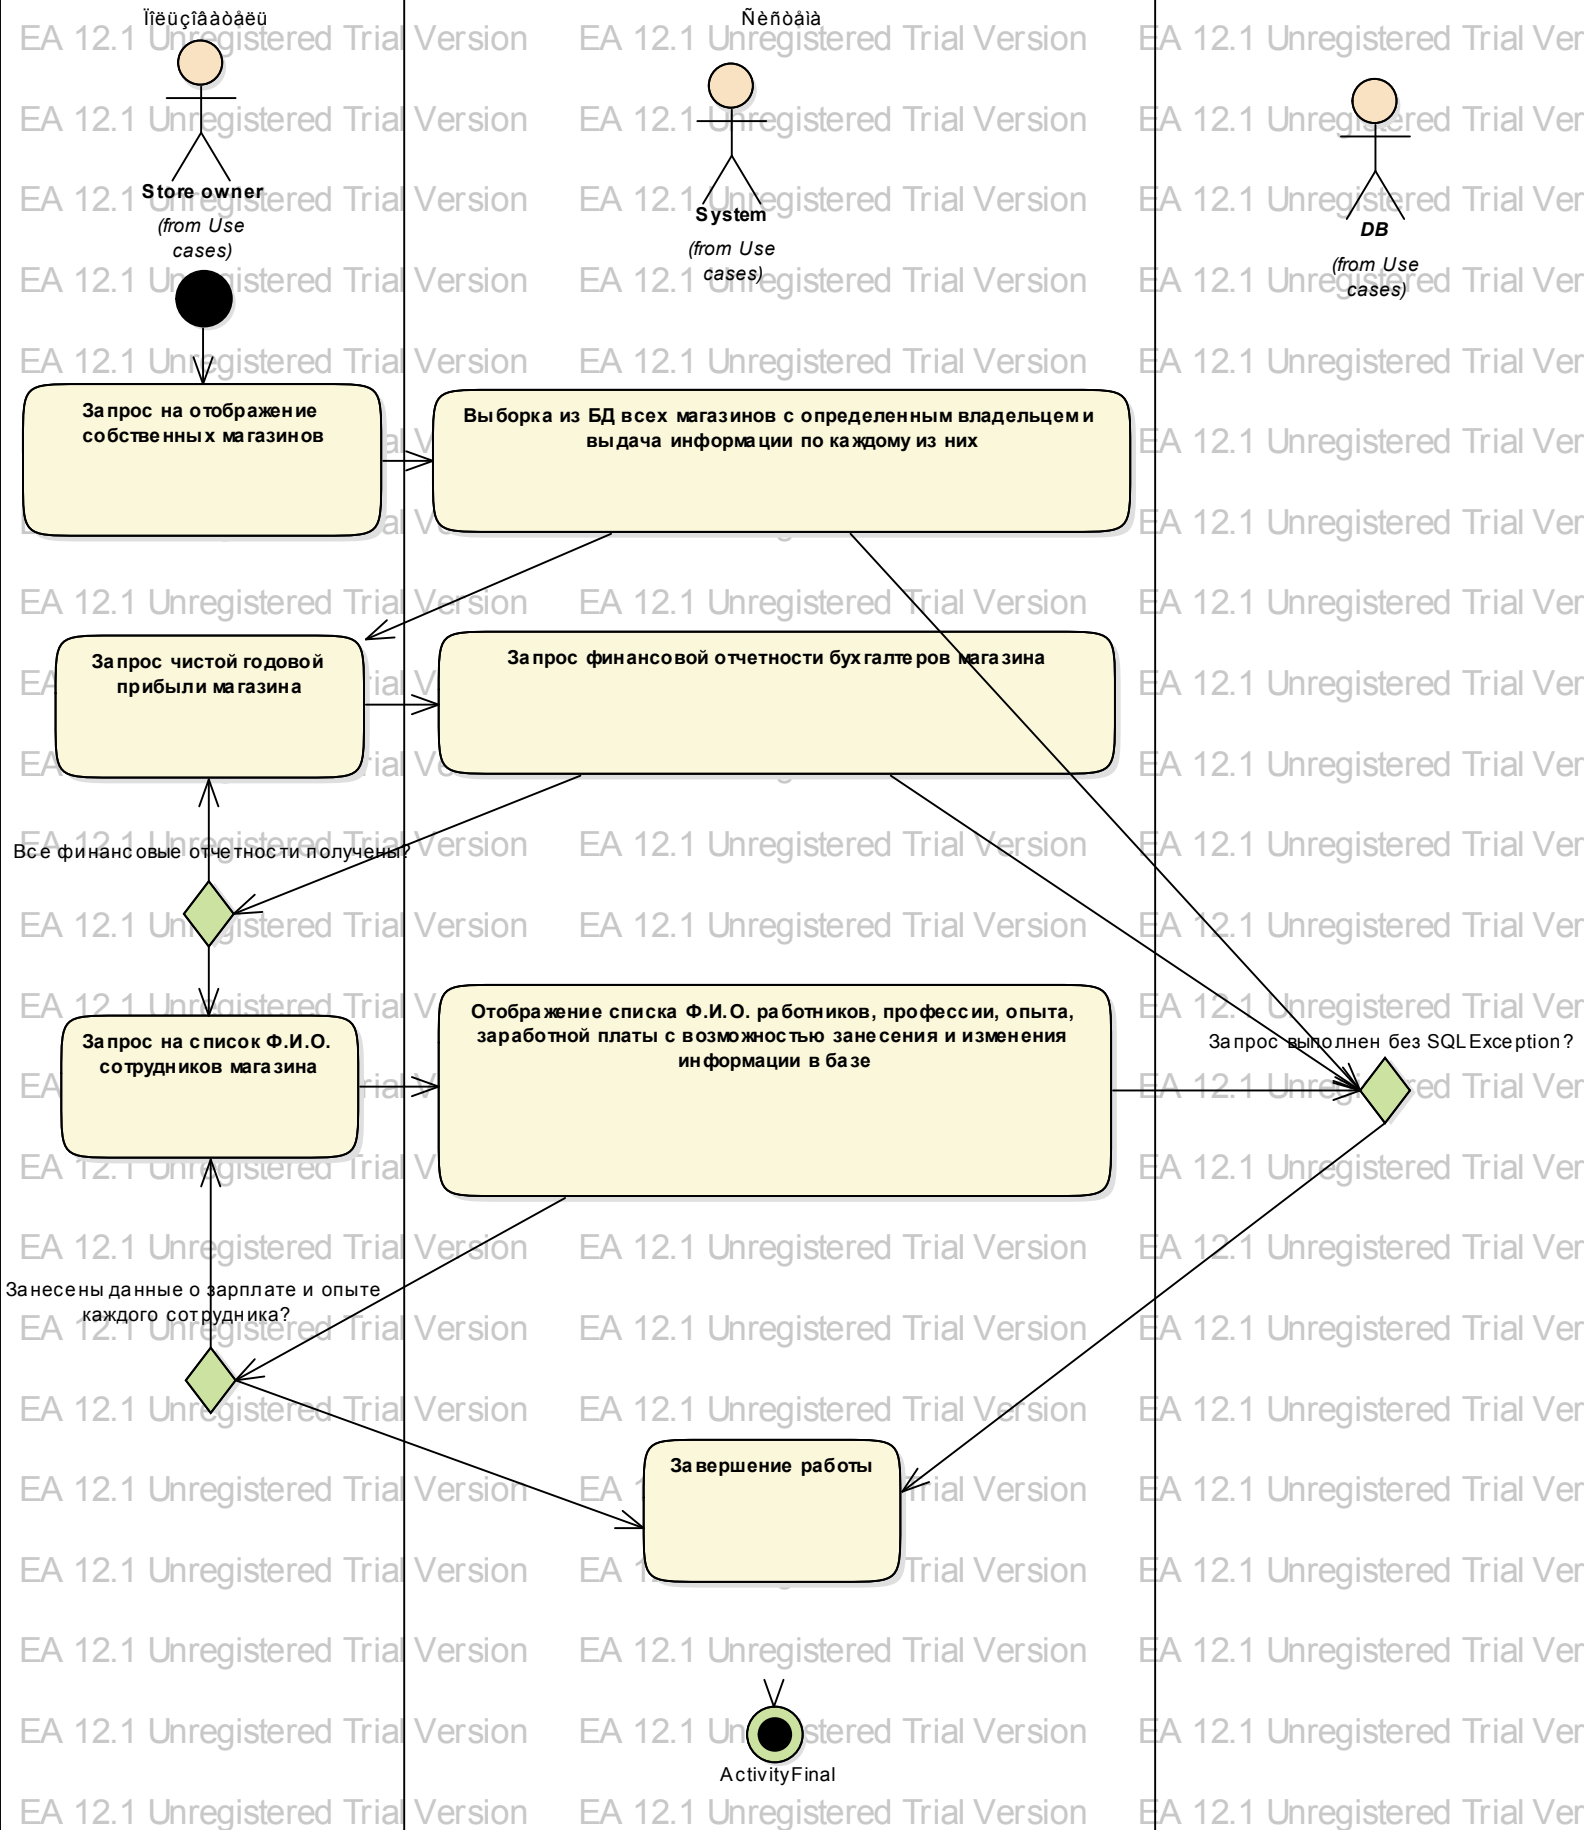 Ïîëüçîâàòåëü
Ñèñòåìà
Store owner
(from Use
cases)
System
(from Use
cases)
DB
(from Use
cases)
Запрос на отображение
собственных магазинов
Выборка из БД всех магазинов с определенным владельцем и
выдача информации по каждому из них
Запрос чистой годовой
прибыли магазина
Запрос финансовой отчетности бухгалтеров магазина
Все финансовые отчетности получены?
Запрос на список Ф.И.О.
сотрудников магазина
Отображение списка Ф.И.О. работников, профессии, опыта,
заработной платы с возможностью занесения и изменения
информации в базе
Запрос выполнен без SQLException?
Занесены данные о зарплате и опыте
каждого сотрудника?
Завершение работы
ActivityFinal
EA 12.1 Unregistered Trial Version